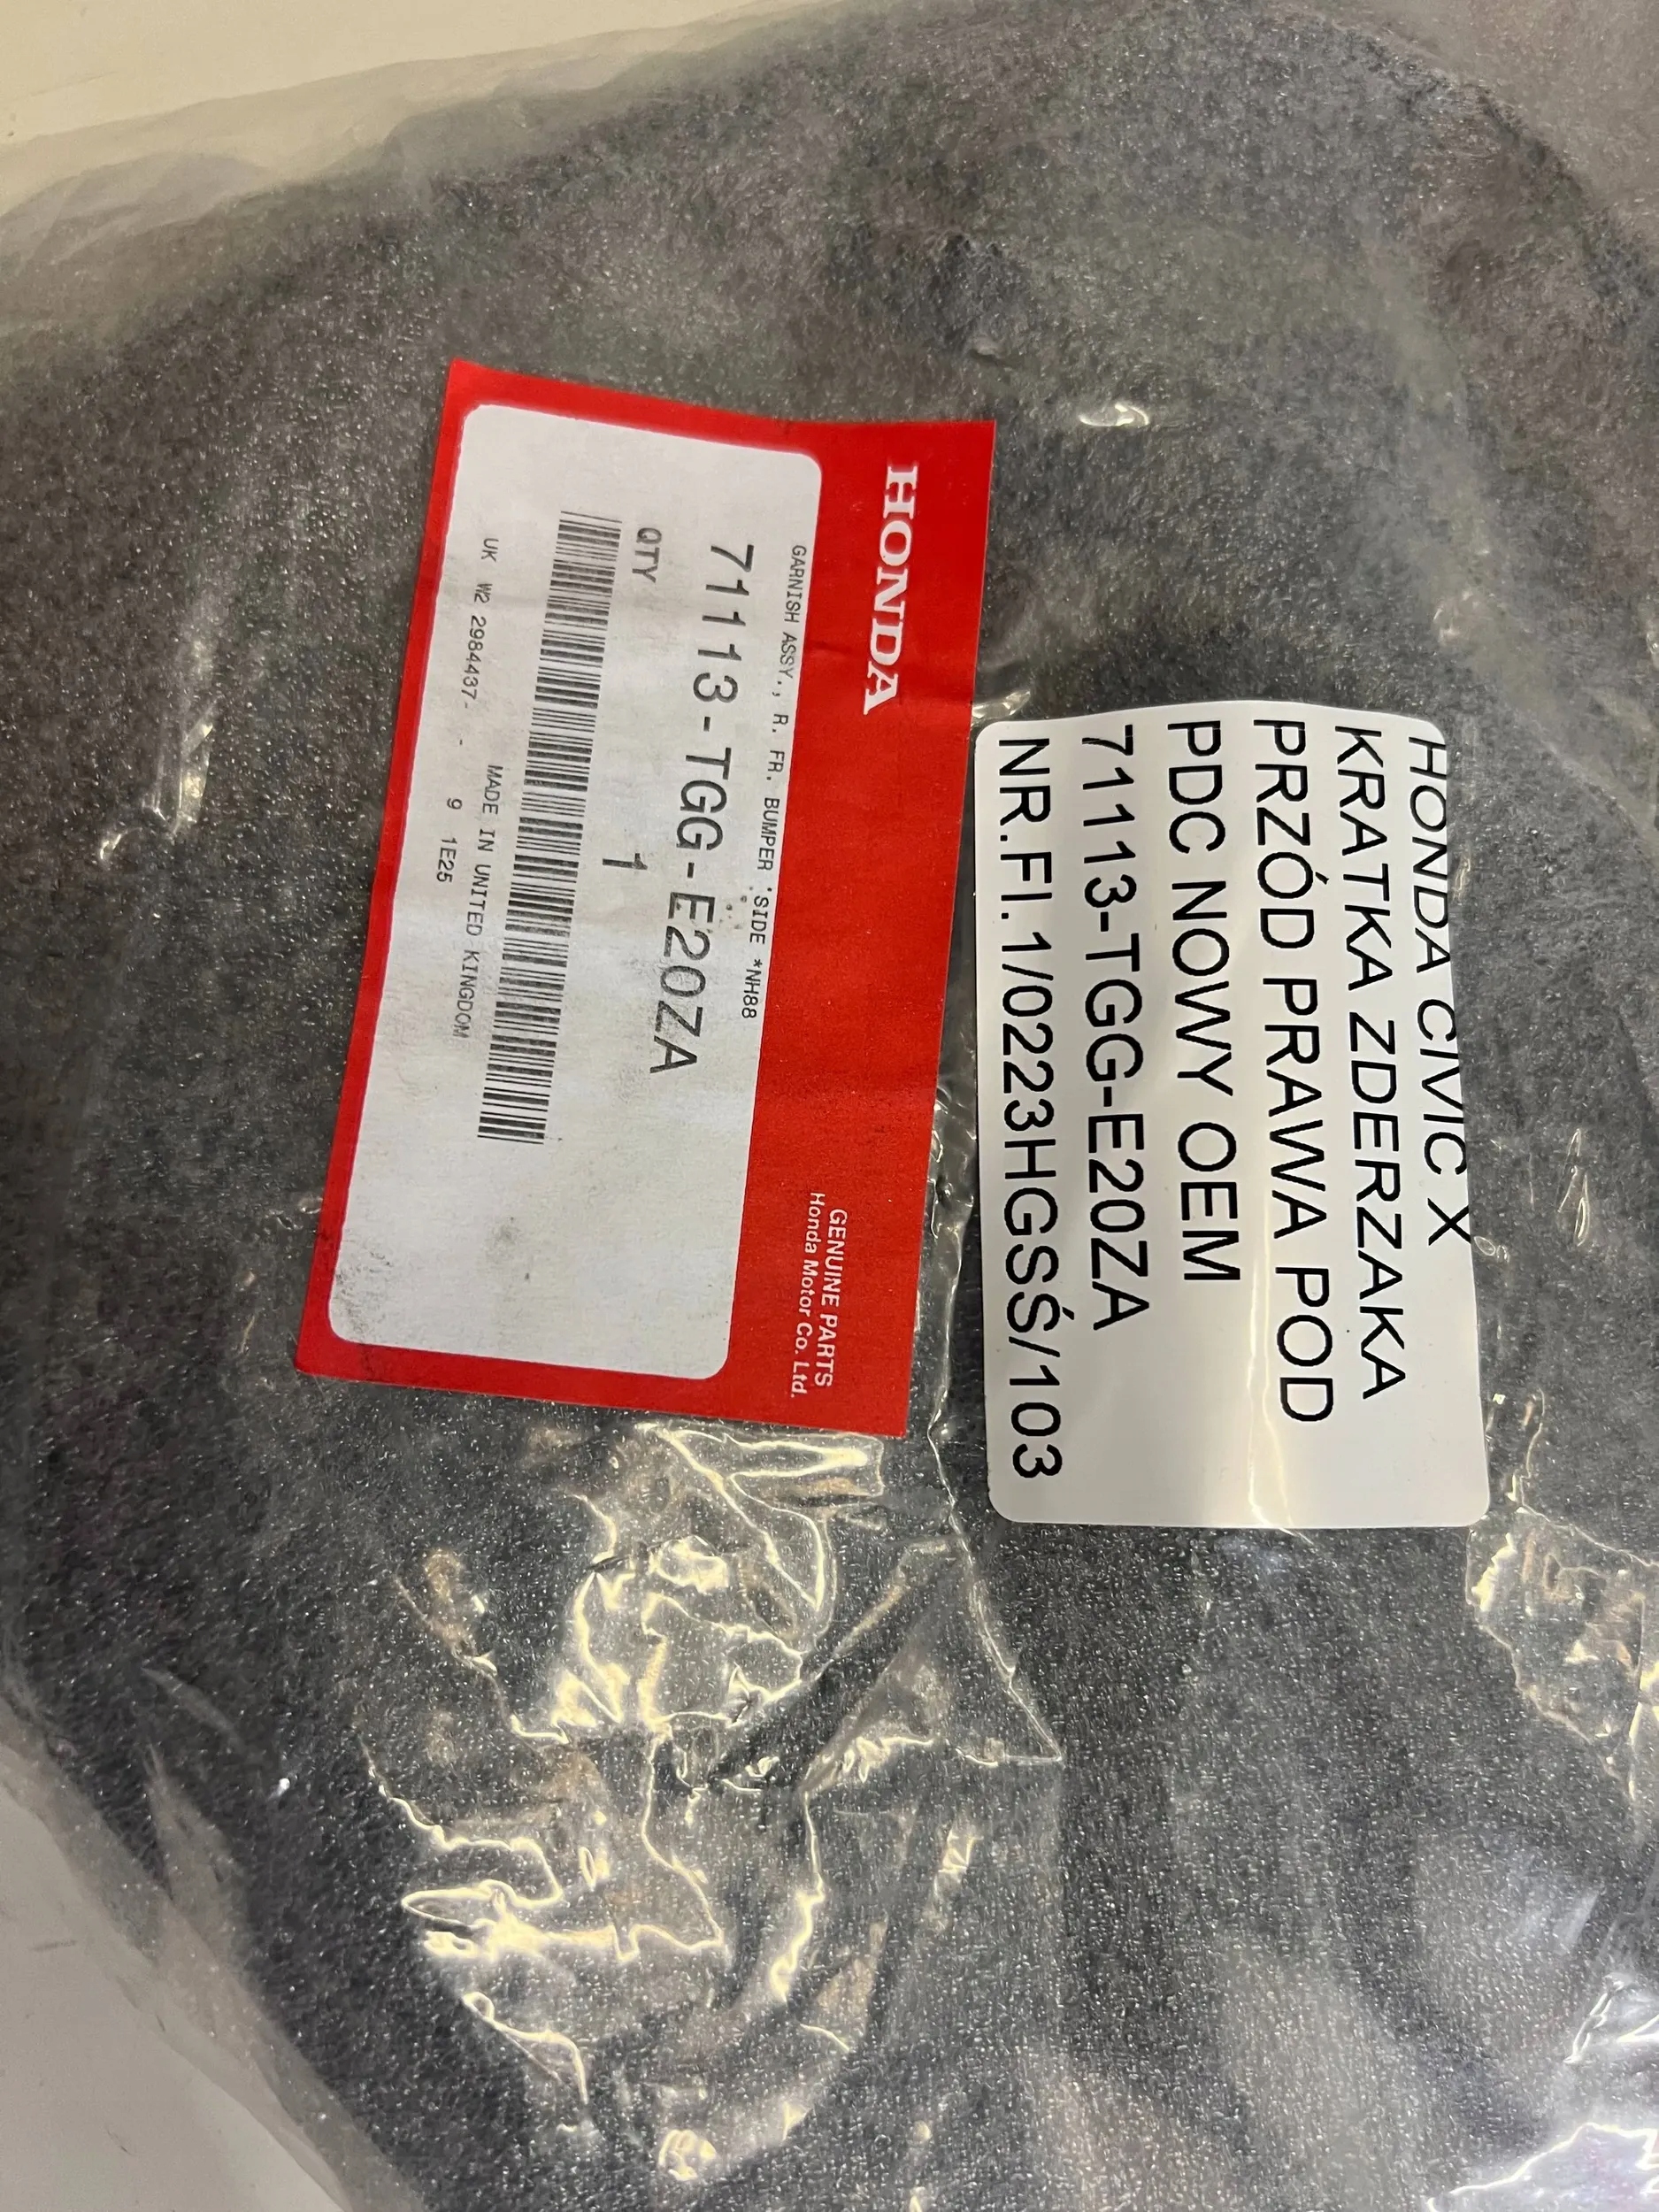 HONDA CIVIC X
KRATKA ZDERZAKA
PRZÓD PRAWA POD
PDC NOWY OEM
71113-TGG-E20ZA
NR.FI.1/0223HGSŚ/103
HONDA
GENUINE PARTS
Honda Motor Co. Ltd.
GARNISH ASSY., R. FR. BUMPER SIDE *NH88
71113-TGG-E20ZA
QTY 1
MADE IN UNITED KINGDOM
UK W2 2984437- - 9 1E25